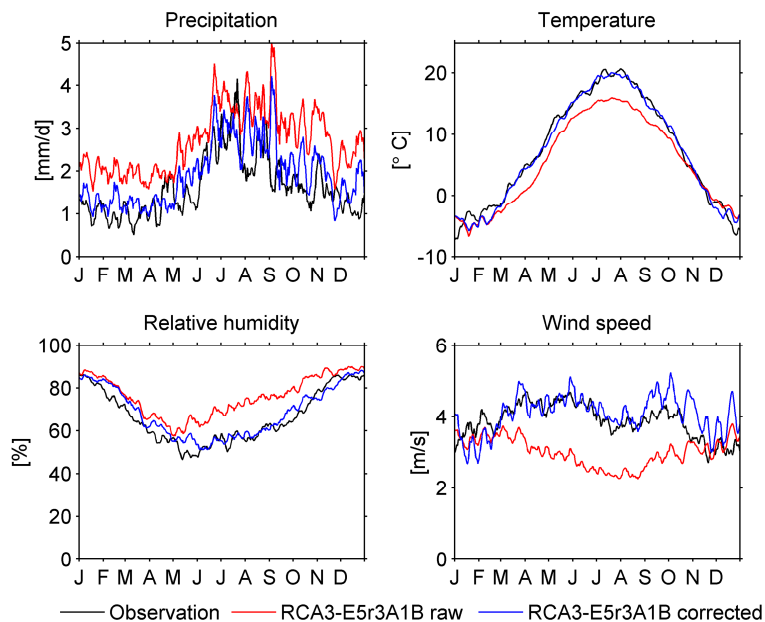 Precipitation
Temperature
[mm/d]
5
4
3
2
1
0
J F M A M J J A S O N D
[° C]
20
10
0
-10
J F M A M J J A S O N D
Relative humidity
Wind speed
[%]
100
80
60
40
20
0
J F M A M J J A S O N D
[m/s]
6
4
2
0
J F M A M J J A S O N D
Observation RCA3-E5r3A1B raw RCA3-E5r3A1B corrected